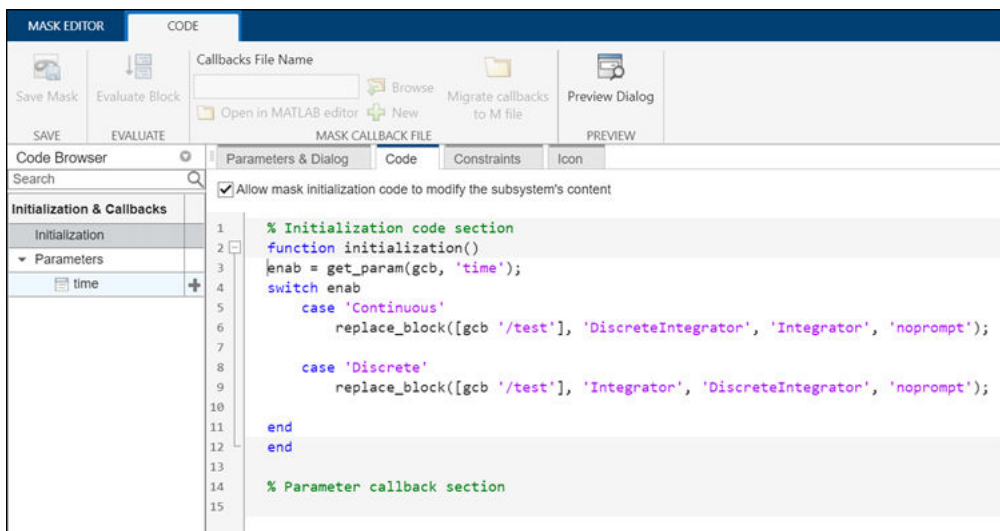 MASK EDITOR CODE
Save Mask
SAVE
Evaluate Block
EVALUATE
Callbacks File Name
Browse
Open in MATLAB editor New
Migrate callbacks
to M file
MASK CALLBACK FILE
Preview Dialog
PREVIEW
Code Browser
Search
Initialization & Callbacks
Initialization
Parameters
time
Parameters & Dialog Code Constraints Icon
Allow mask initialization code to modify the subsystem's content
1 % Initialization code section
2 function initialization()
3 enab = get_param(gcb, 'time');
4 switch enab
5 case 'Continuous'
6 replace_block([gcb '/test'], 'DiscreteIntegrator', 'Integrator', 'noprompt');
7
8 case 'Discrete'
9 replace_block([gcb '/test'], 'Integrator', 'DiscreteIntegrator', 'noprompt');
10
11 end
12 end
13
14 % Parameter callback section
15